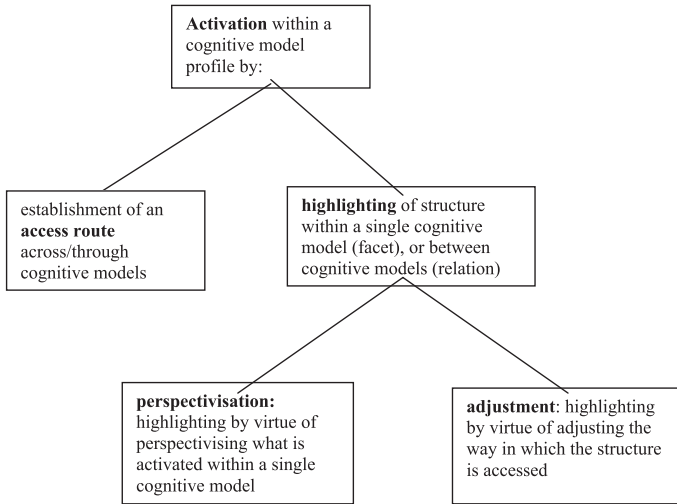 Activation within a
cognitive model
profile by:
establishment of an
access route
across/through
cognitive models
highlighting of structure
within a single cognitive
model (facet), or between
cognitive models (relation)
perspectivisation:
highlighting by virtue of
perspectivising what is
activated within a single
cognitive model
adjustment: highlighting
by virtue of adjusting the
way in which the structure
is accessed